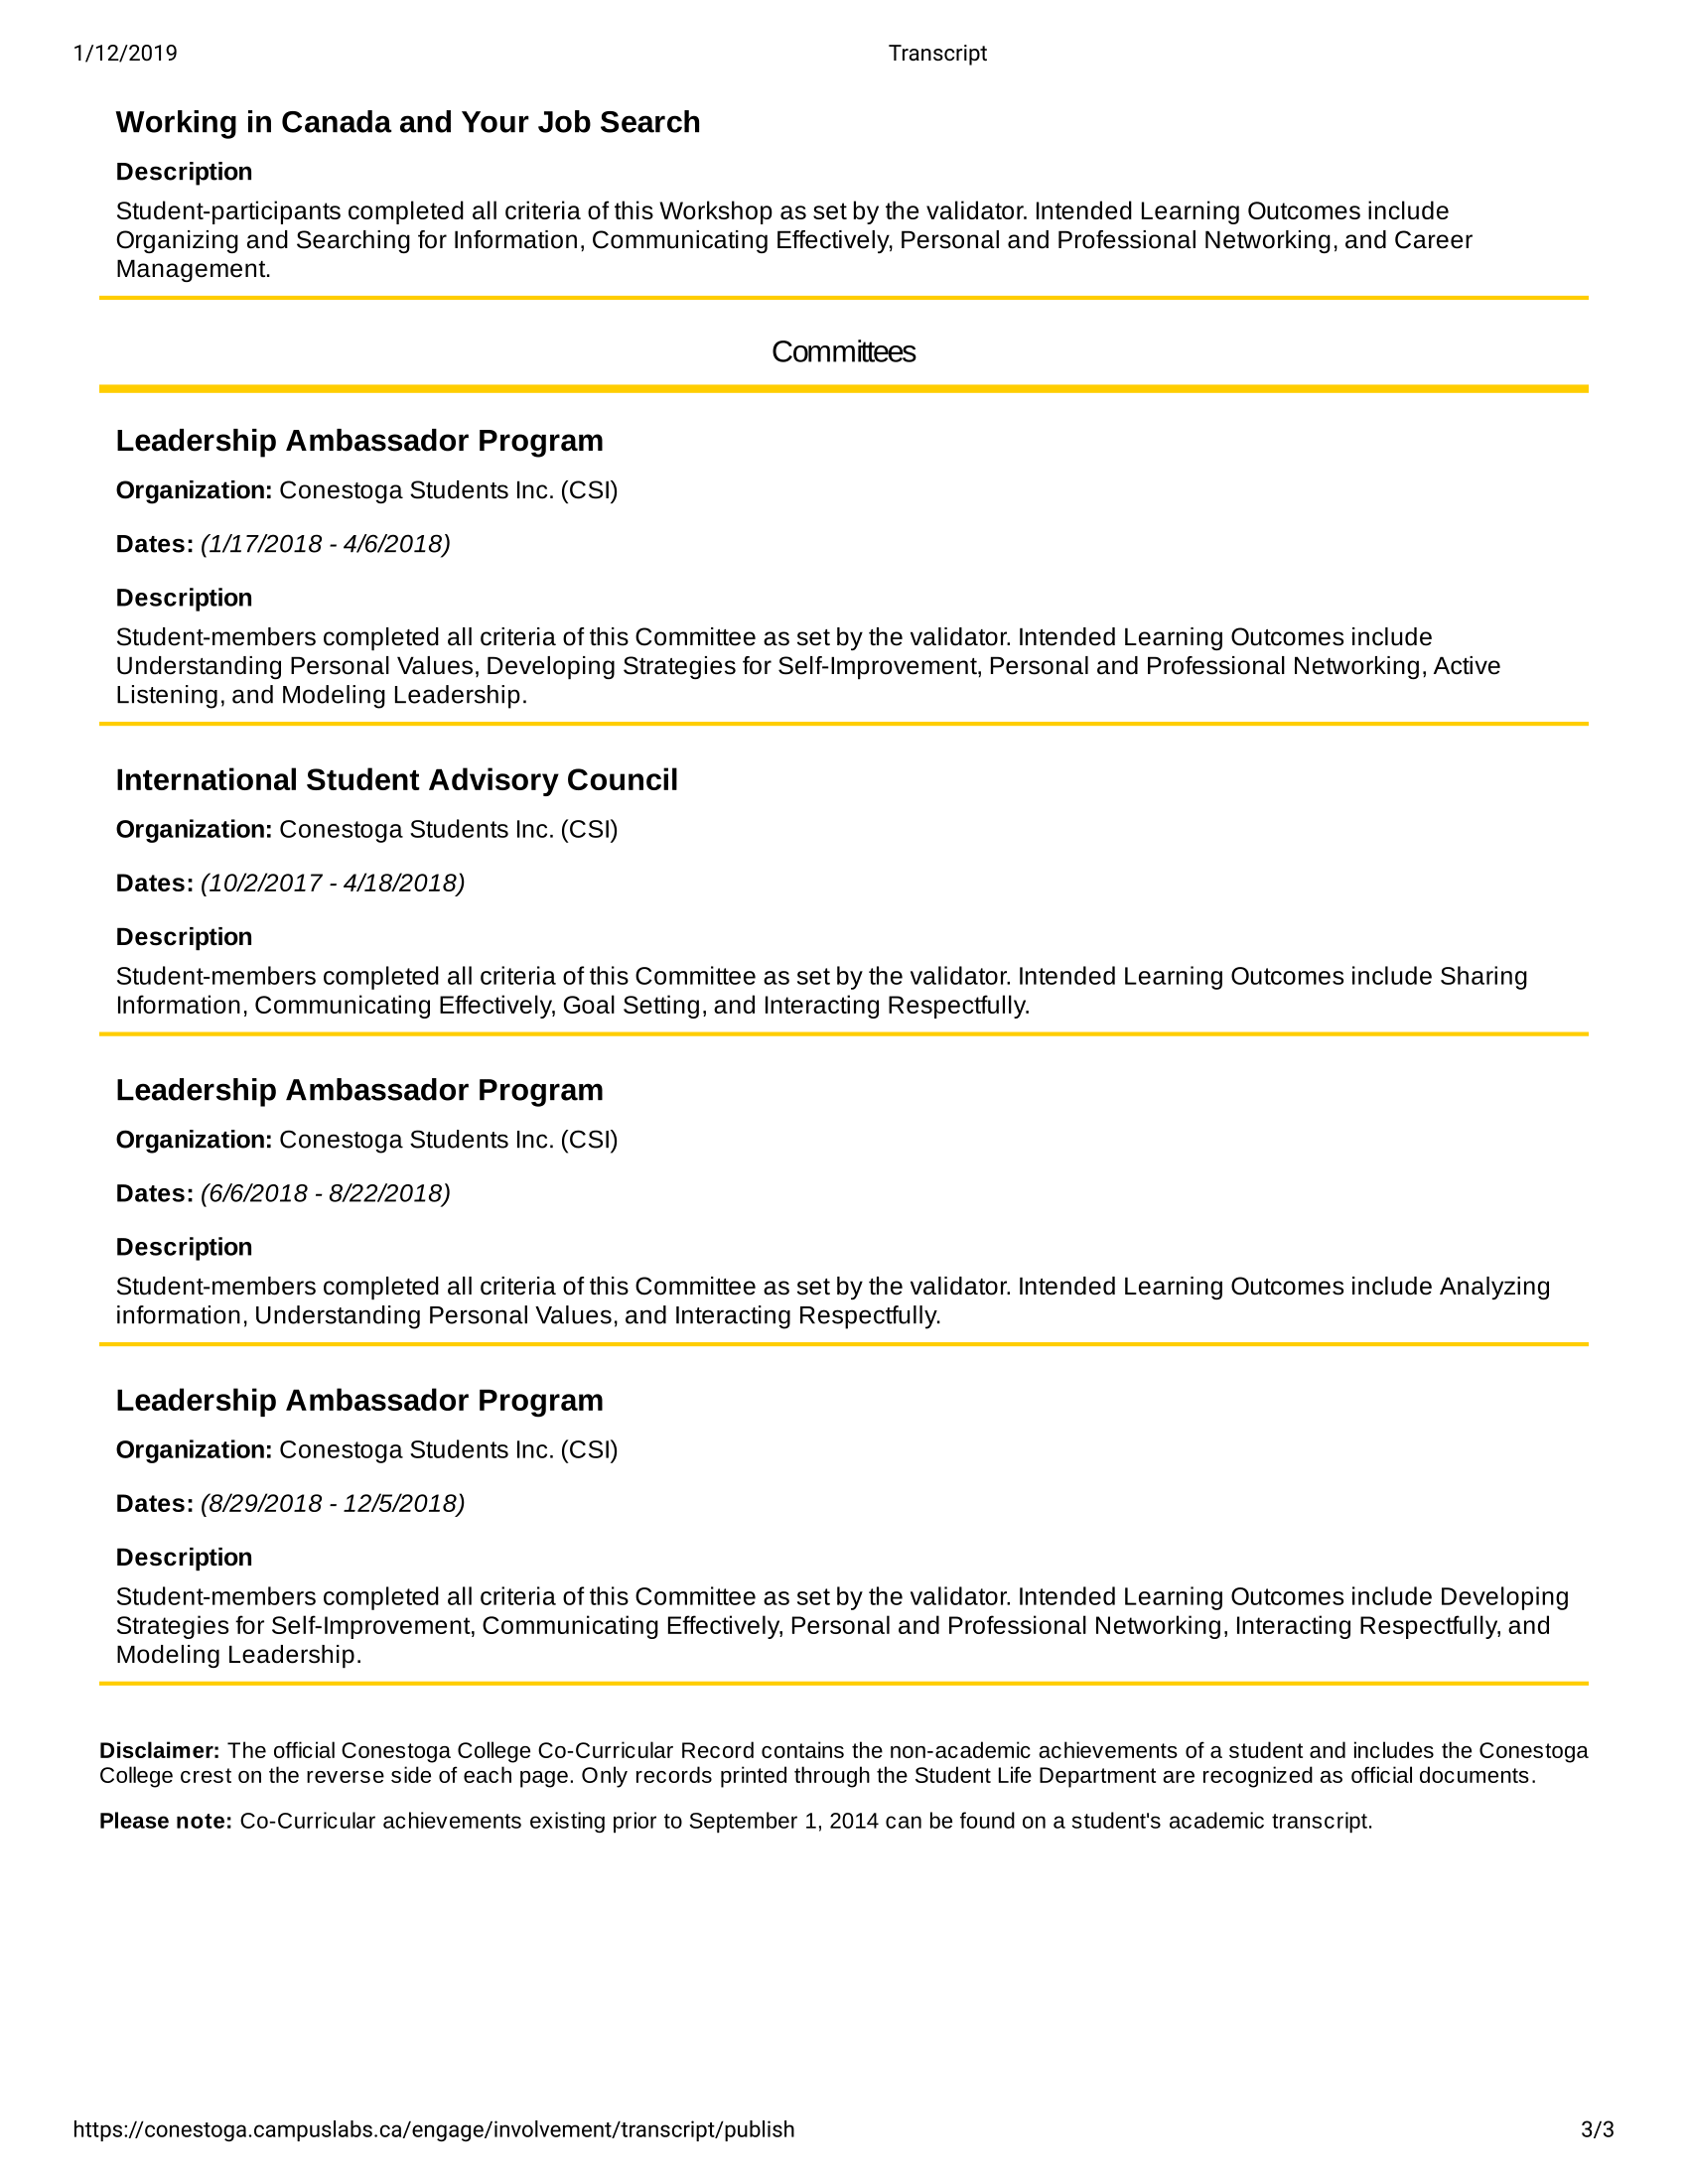 1/12/2019 Transcript
Working in Canada and Your Job Search
Description
Student-participants completed all criteria of this Workshop as set by the validator. Intended Learning Outcomes include
Organizing and Searching for Information, Communicating Effectively, Personal and Professional Networking, and Career
Management.
Committees
Leadership Ambassador Program
Organization: Conestoga Students Inc. (CSI)
Dates: (1/17/2018 - 4/6/2018)
Description
Student-members completed all criteria of this Committee as set by the validator. Intended Learning Outcomes include
Understanding Personal Values, Developing Strategies for Self-Improvement, Personal and Professional Networking, Active
Listening, and Modeling Leadership.
International Student Advisory Council
Organization: Conestoga Students Inc. (CSI)
Dates: (10/2/2017 - 4/18/2018)
Description
Student-members completed all criteria of this Committee as set by the validator. Intended Learning Outcomes include Sharing
Information, Communicating Effectively, Goal Setting, and Interacting Respectfully.
Leadership Ambassador Program
Organization: Conestoga Students Inc. (CSI)
Dates: (6/6/2018 - 8/22/2018)
Description
Student-members completed all criteria of this Committee as set by the validator. Intended Learning Outcomes include Analyzing
information, Understanding Personal Values, and Interacting Respectfully.
Leadership Ambassador Program
Organization: Conestoga Students Inc. (CSI)
Dates: (8/29/2018 - 12/5/2018)
Description
Student-members completed all criteria of this Committee as set by the validator. Intended Learning Outcomes include Developing
Strategies for Self-Improvement, Communicating Effectively, Personal and Professional Networking, Interacting Respectfully, and
Modeling Leadership.
Disclaimer: The official Conestoga College Co-Curricular Record contains the non-academic achievements of a student and includes the Conestoga
College crest on the reverse side of each page. Only records printed through the Student Life Department are recognized as official documents.
Please note: Co-Curricular achievements existing prior to September 1, 2014 can be found on a student's academic transcript.
https://conestoga.campuslabs.ca/engage/involvement/transcript/publish 3/3